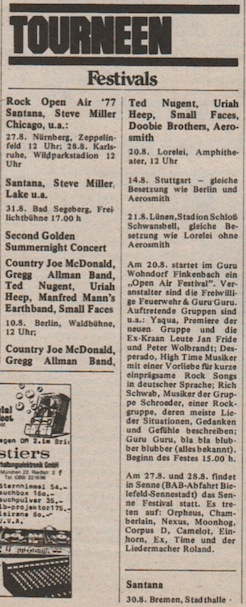 TOURNEEN
Festivals
Rock Open Air '77
Santana, Steve Miller
Chicago, u.a.:
27.8. Nürnberg, Zeppelin-
feld 12 Uhr; 28.8. Karls-
ruhe, Wildparkstadion 12
Uhr
Santana, Steve Miller,
Lake u.a.
31.8. Bad Segeberg, Frei-
lichtbühne 17.00 h
Second Golden
Summernight Concert
Country Joe McDonald,
Gregg Allman Band,
Ted Nugent, Uriah
Heep, Manfred Mann's
Earthband, Small Faces
10.8. Berlin, Waldbühne,
12 Uhr;
Country Joe McDonald,
Gregg Allman Band,
Ted Nugent, Uriah
Heep, Small Faces,
Doobie Brothers, Aero-
smith
20.8. Lorelei, Amphithe-
ater, 12 Uhr
14.8. Stuttgart – gleiche
Besetzung wie Berlin und
Aerosmith
21.8. Lünen, Stadion Schloß
Schwansbell, gleiche Be-
setzung wie Lorelei ohne
Aerosmith
Am 20.8. startet im Guru
Wohndorf Finkenbach ein
„Open Air Festival". Ver-
anstalter sind die Freiwilli-
ge Feuerwehr & Guru Guru.
Auftretende Gruppen sind
u.a.: Yaqua, Premiere der
neuen Gruppe und die
Ex-Kraan Leute Jan Fride
und Peter Wolbrandt; Des-
perado, High Time Musiker
mit einer Vorliebe für kurze
einprägsame Rock Songs
in deutscher Sprache; Rich
Schwab, Musiker der Grup-
pe Schroeder, einer Rock-
gruppe, deren meiste Lie-
der Situationen, Gedanken
und Gefühle beschreiben;
Guru Guru, bla bla blub-
ber blubber (alles bekannt).
Beginn des Festes 15.00 h.
Am 27.8. und 28.8. findet
in Senne (BAB-Abfahrt Bie-
lefeld-Sennestadt) das Sen-
ne Festival statt. Es tre-
ten auf: Orpheus, Cham-
berlain, Nexus, Moonhog,
Corpus D, Camelot, Ein-
horn, Ex, Time und der
Liedermacher Roland.
Santana
30.8. Bremen, Stadthalle ·